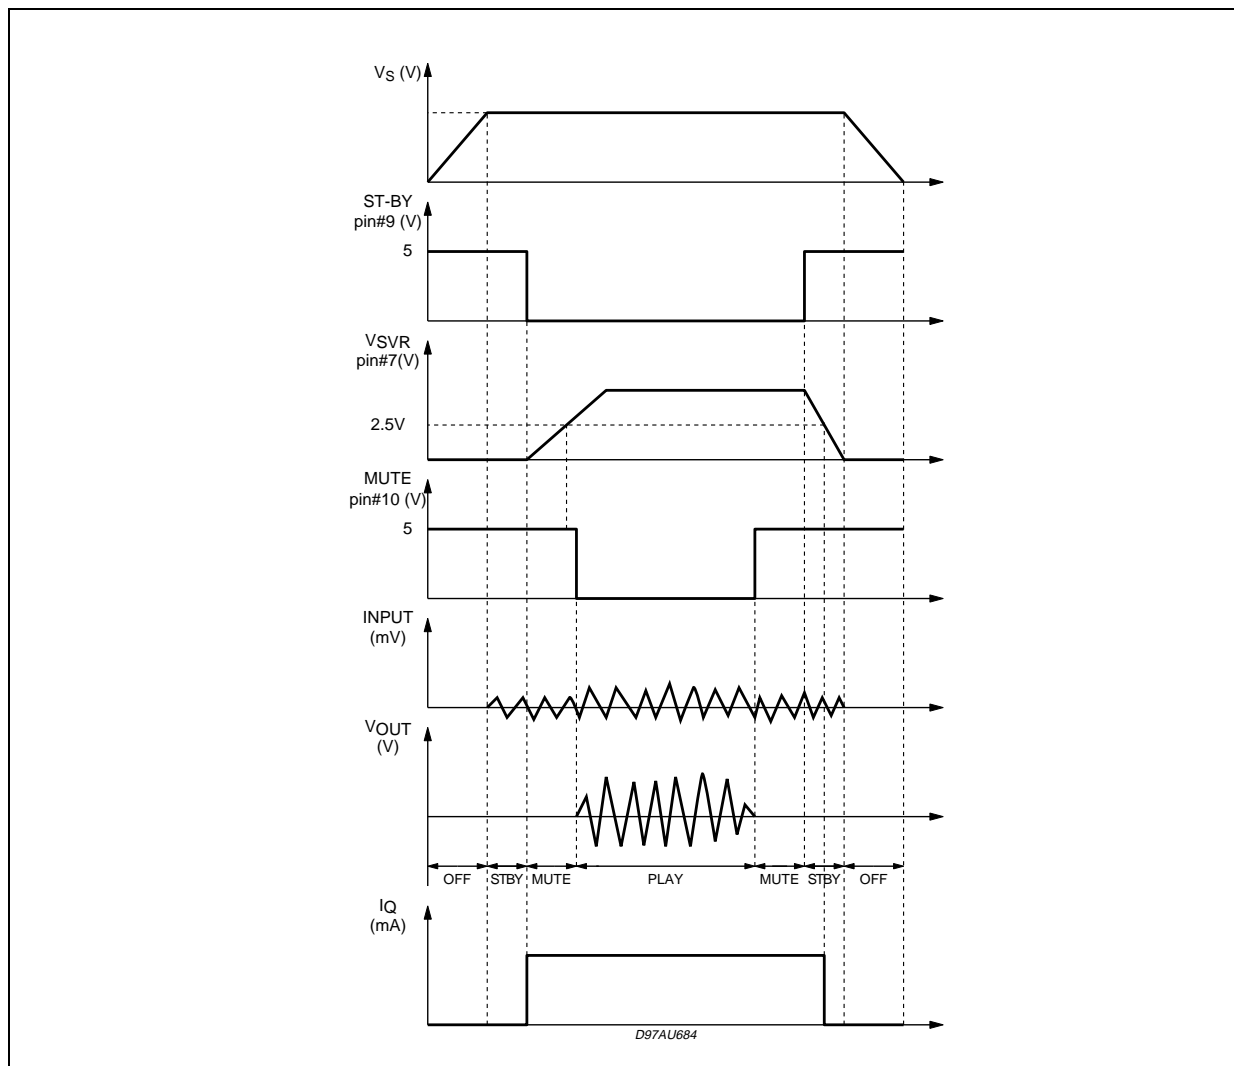 VS (V)
ST-BY
pin#9 (V)
5
VSVR
pin#7(V)
2.5V
MUTE
pin#10 (V)
5
INPUT
(mV)
VOUT
(V)
OFF STBY MUTE PLAY MUTE STBY OFF
IQ
(mA)
D97AU684